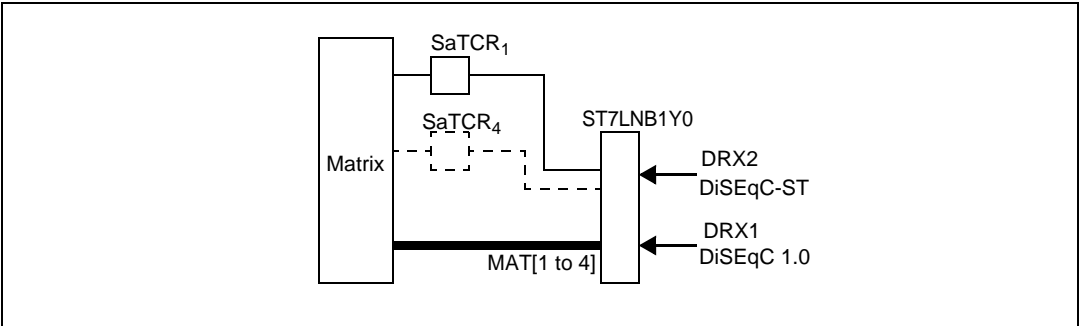 SaTCR1
SaTCR4
ST7LNB1Y0
Matrix
DRX2
DiSEqC-ST
DRX1
DiSEqC 1.0
MAT[1 to 4]